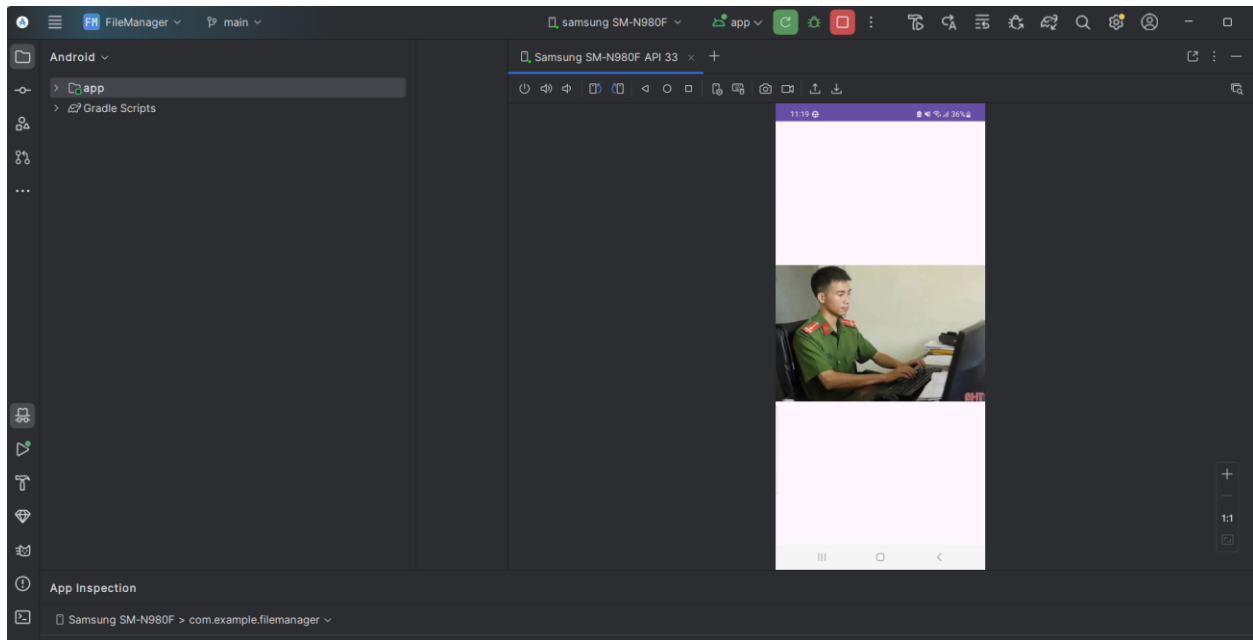 FM FileManager main samsung SM-N980F app
Android
Samsung SM-N980F API 33
app
Gradle Scripts
11:19 36%
1:1
App Inspection
Samsung SM-N980F > com.example.filemanager